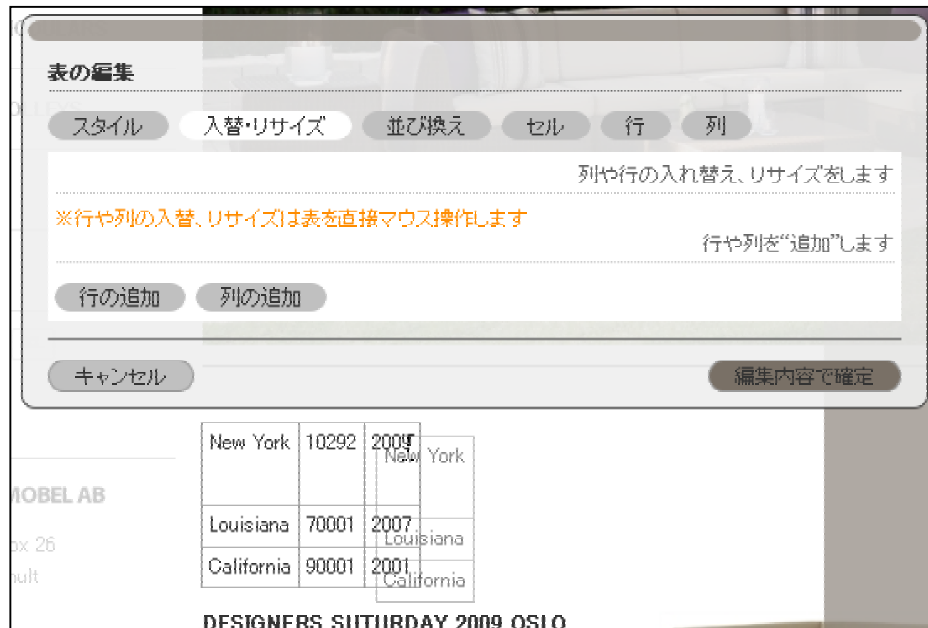 表の編集
スタイル 入替・リサイズ 並び換え セル 行 列
列や行の入れ替え、リサイズをします
※行や列の入替、リサイズは表を直接マウス操作します
行や列を“追加”します
行の追加 列の追加
キャンセル 編集内容で確定
New York 10292 2009
New York
Louisiana 70001 2007
Louisiana
California 90001 2001
California
MOBEL AB
ox 26
ault
DESIGNERS SUTURDAY 2009 OSLO